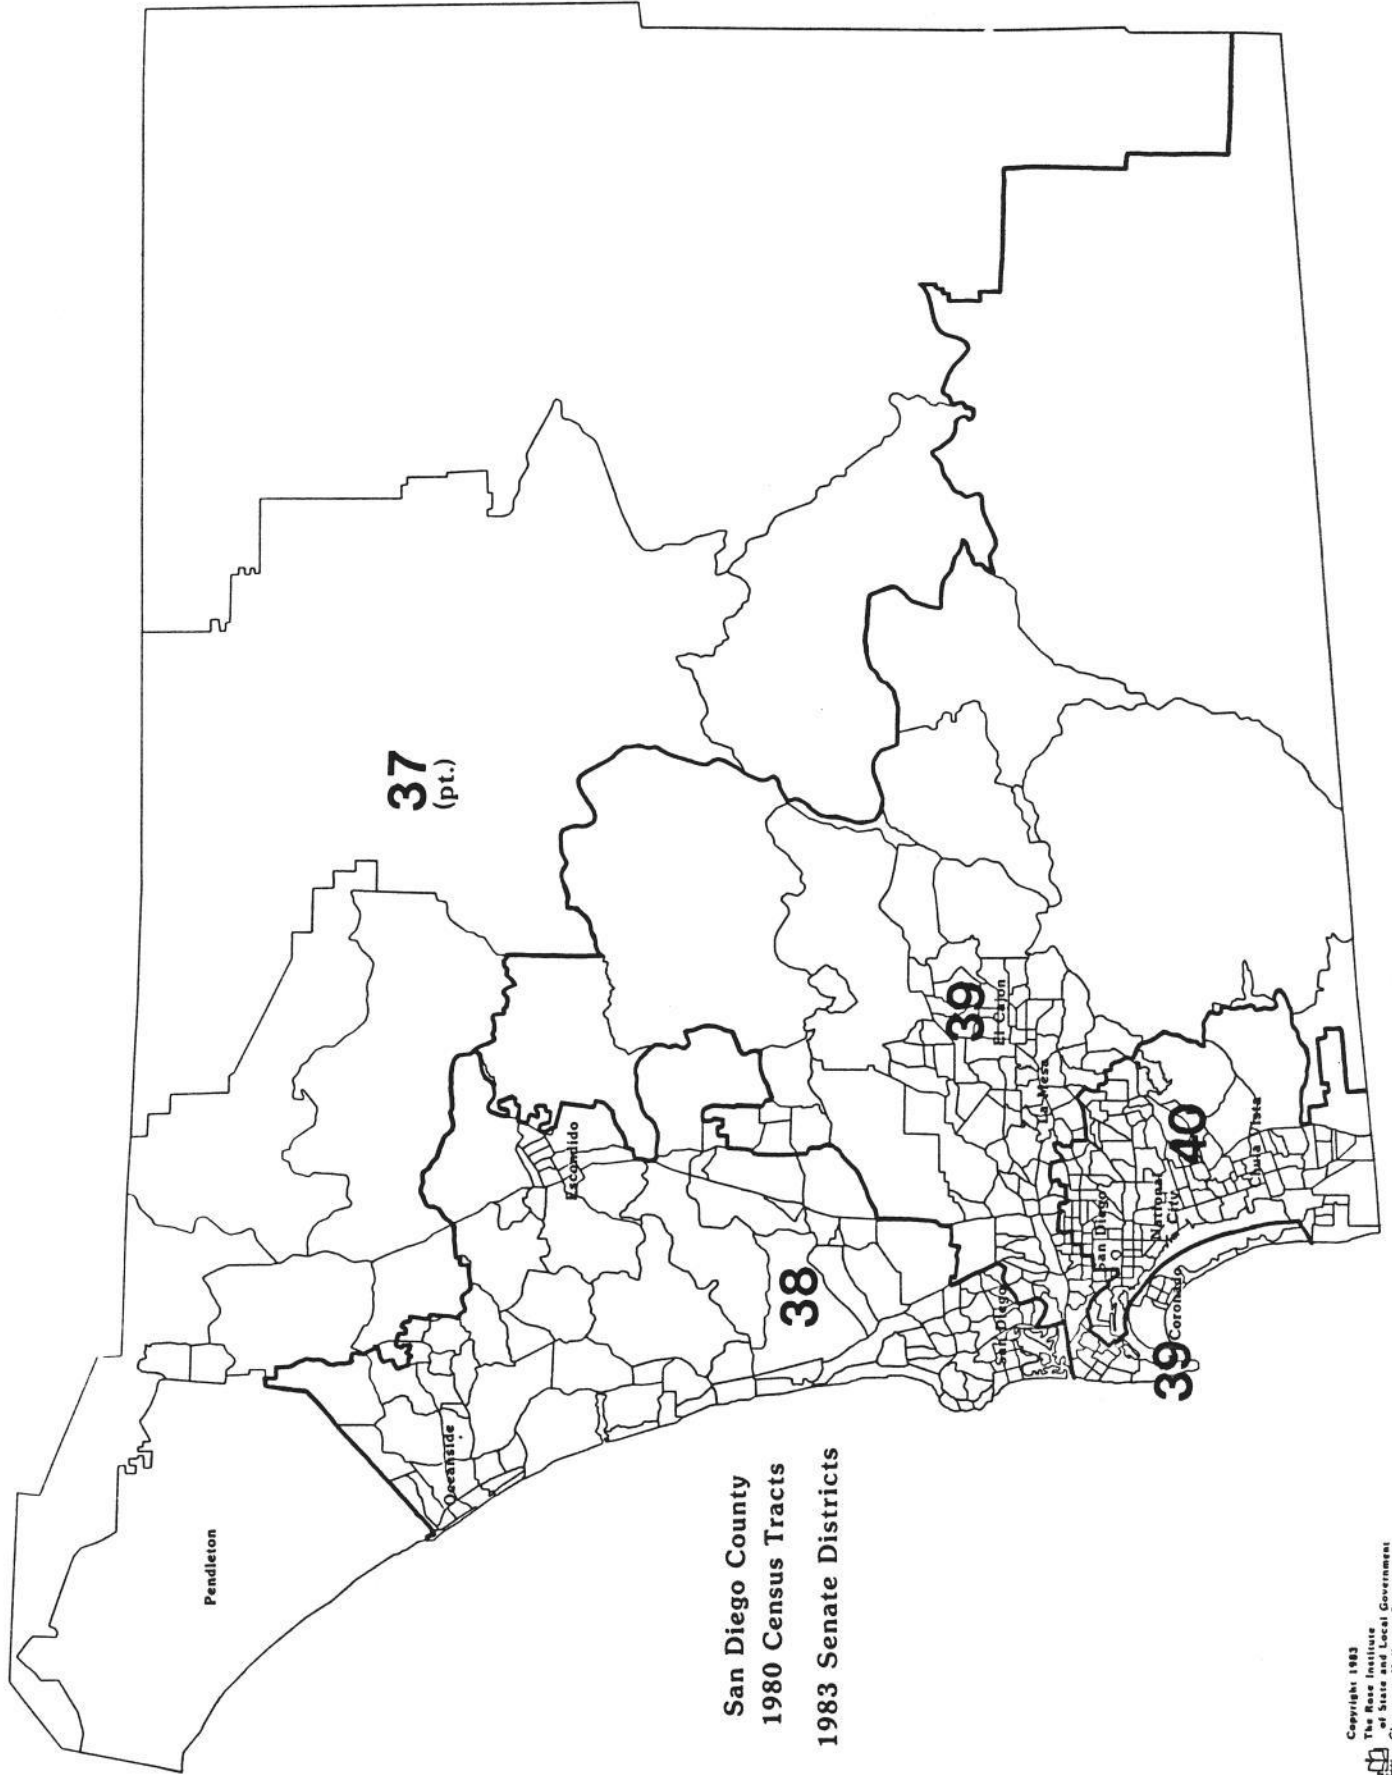 37
(pt.)
Pendleton
Oceanside
Escondido
38
39
El Cajon
La Mesa
San Diego
San Diego
National
City
40
Chula Vista
Coronado
39
San Diego County
1980 Census Tracts
1983 Senate Districts
Copyright 1983
The Rose Institute
of State and Local Government